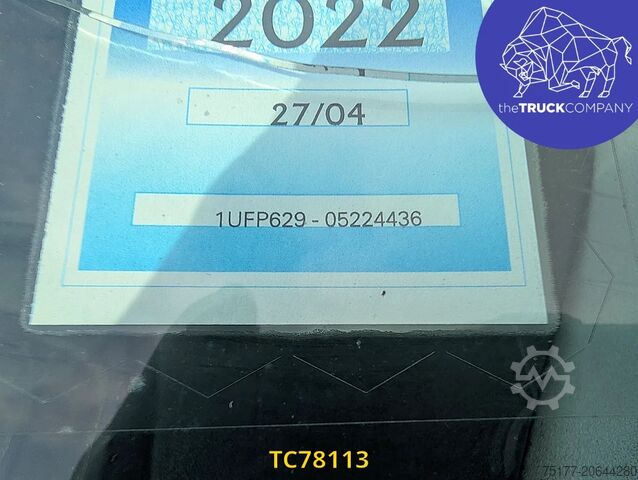 2022
theTRUCKCOMPANY
27/04
1UFP629 - 05224436
TC78113
75177-20644280